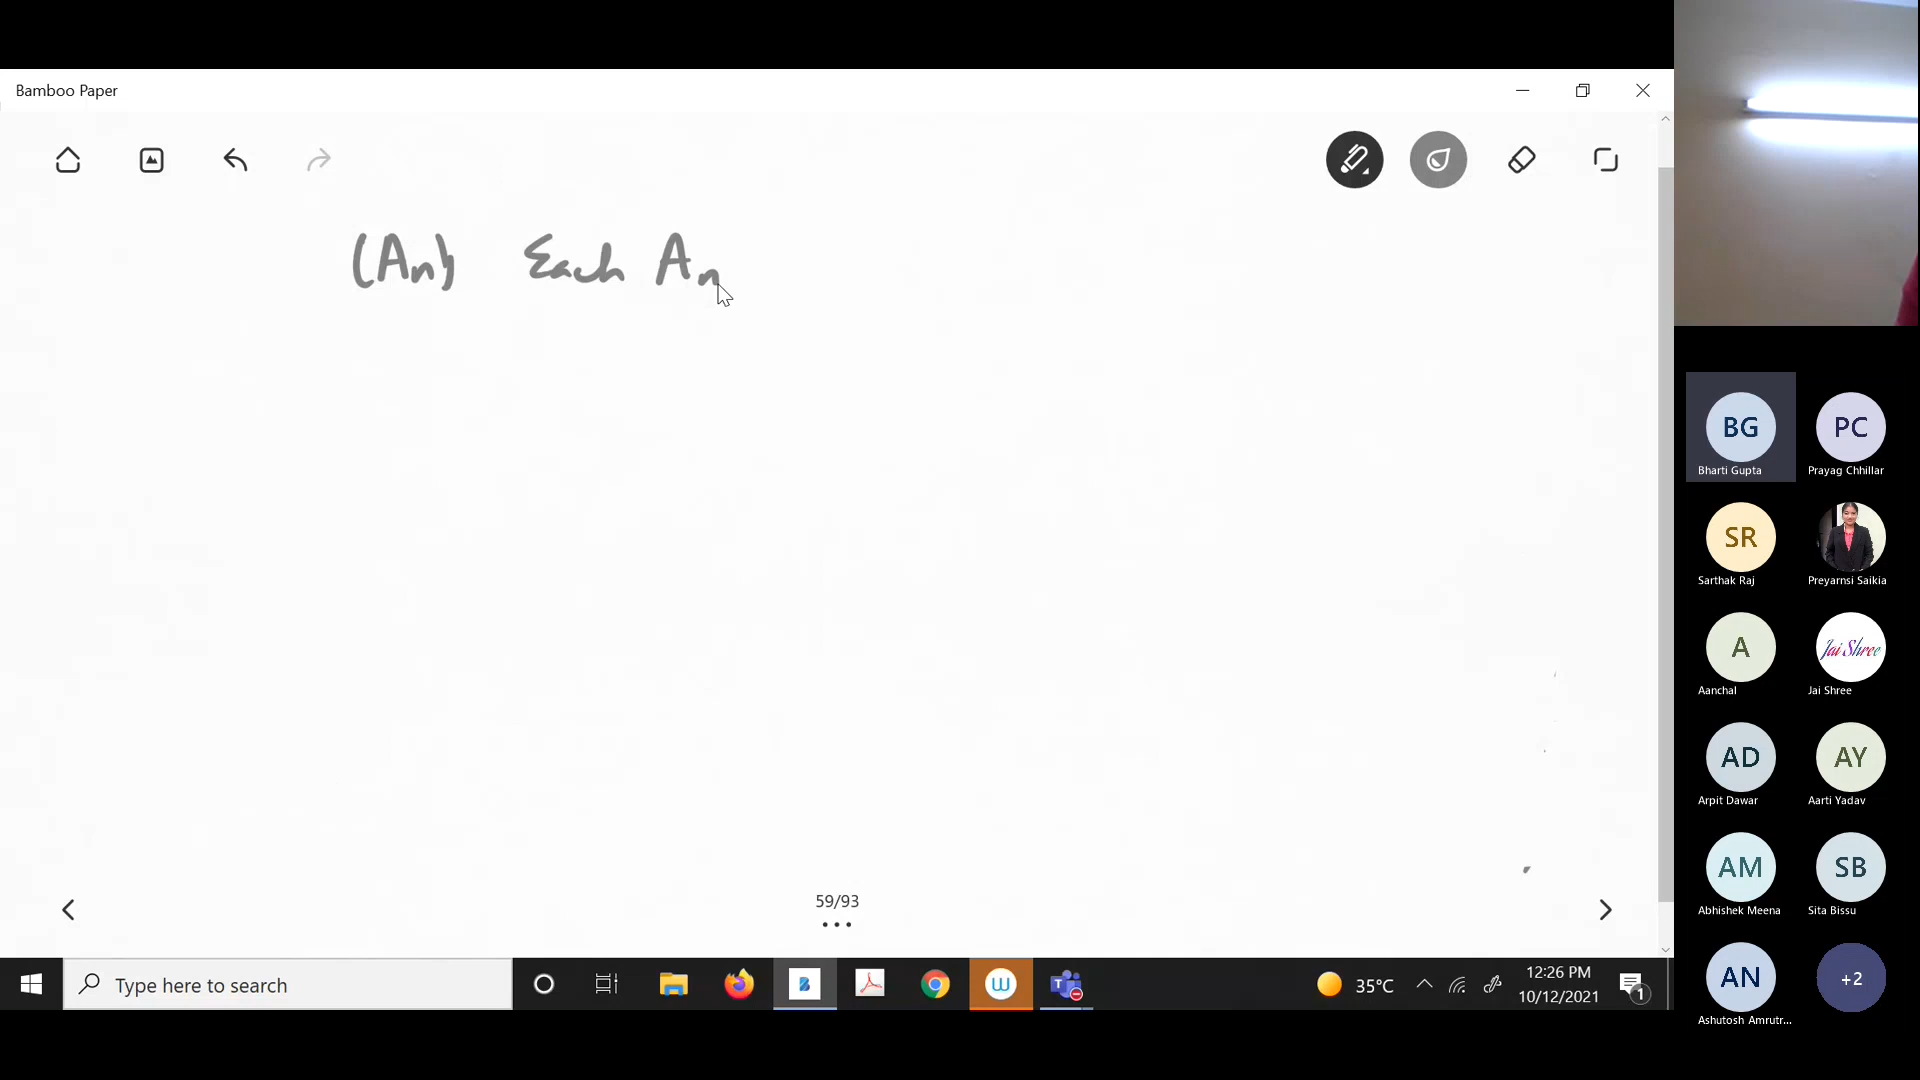 Bamboo Paper
(An) Each An
59/93
Type here to search
35°C
12:26 PM
10/12/2021
1
BG
Bharti Gupta
PC
Prayag Chhillar
SR
Sarthak Raj
Preyarnsi Saikia
A
Aanchal
Jai Shree
Jai Shree
AD
Arpit Dawar
AY
Aarti Yadav
AM
Abhishek Meena
SB
Sita Bissu
AN
Ashutosh Amrutr...
+2